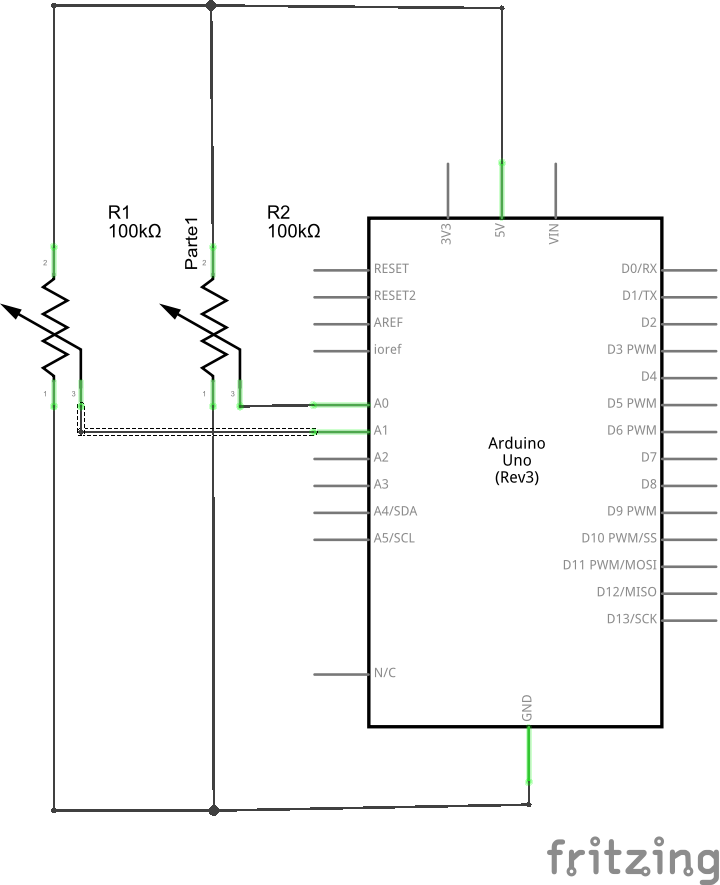 R1
100kΩ
Parte1
R2
100kΩ
2
1
3
2
1
3
3V3
5V
VIN
RESET
RESET2
AREF
ioref
A0
A1
A2
A3
A4/SDA
A5/SCL
N/C
Arduino
Uno
(Rev3)
D0/RX
D1/TX
D2
D3 PWM
D4
D5 PWM
D6 PWM
D7
D8
D9 PWM
D10 PWM/SS
D11 PWM/MOSI
D12/MISO
D13/SCK
GND
fritzing